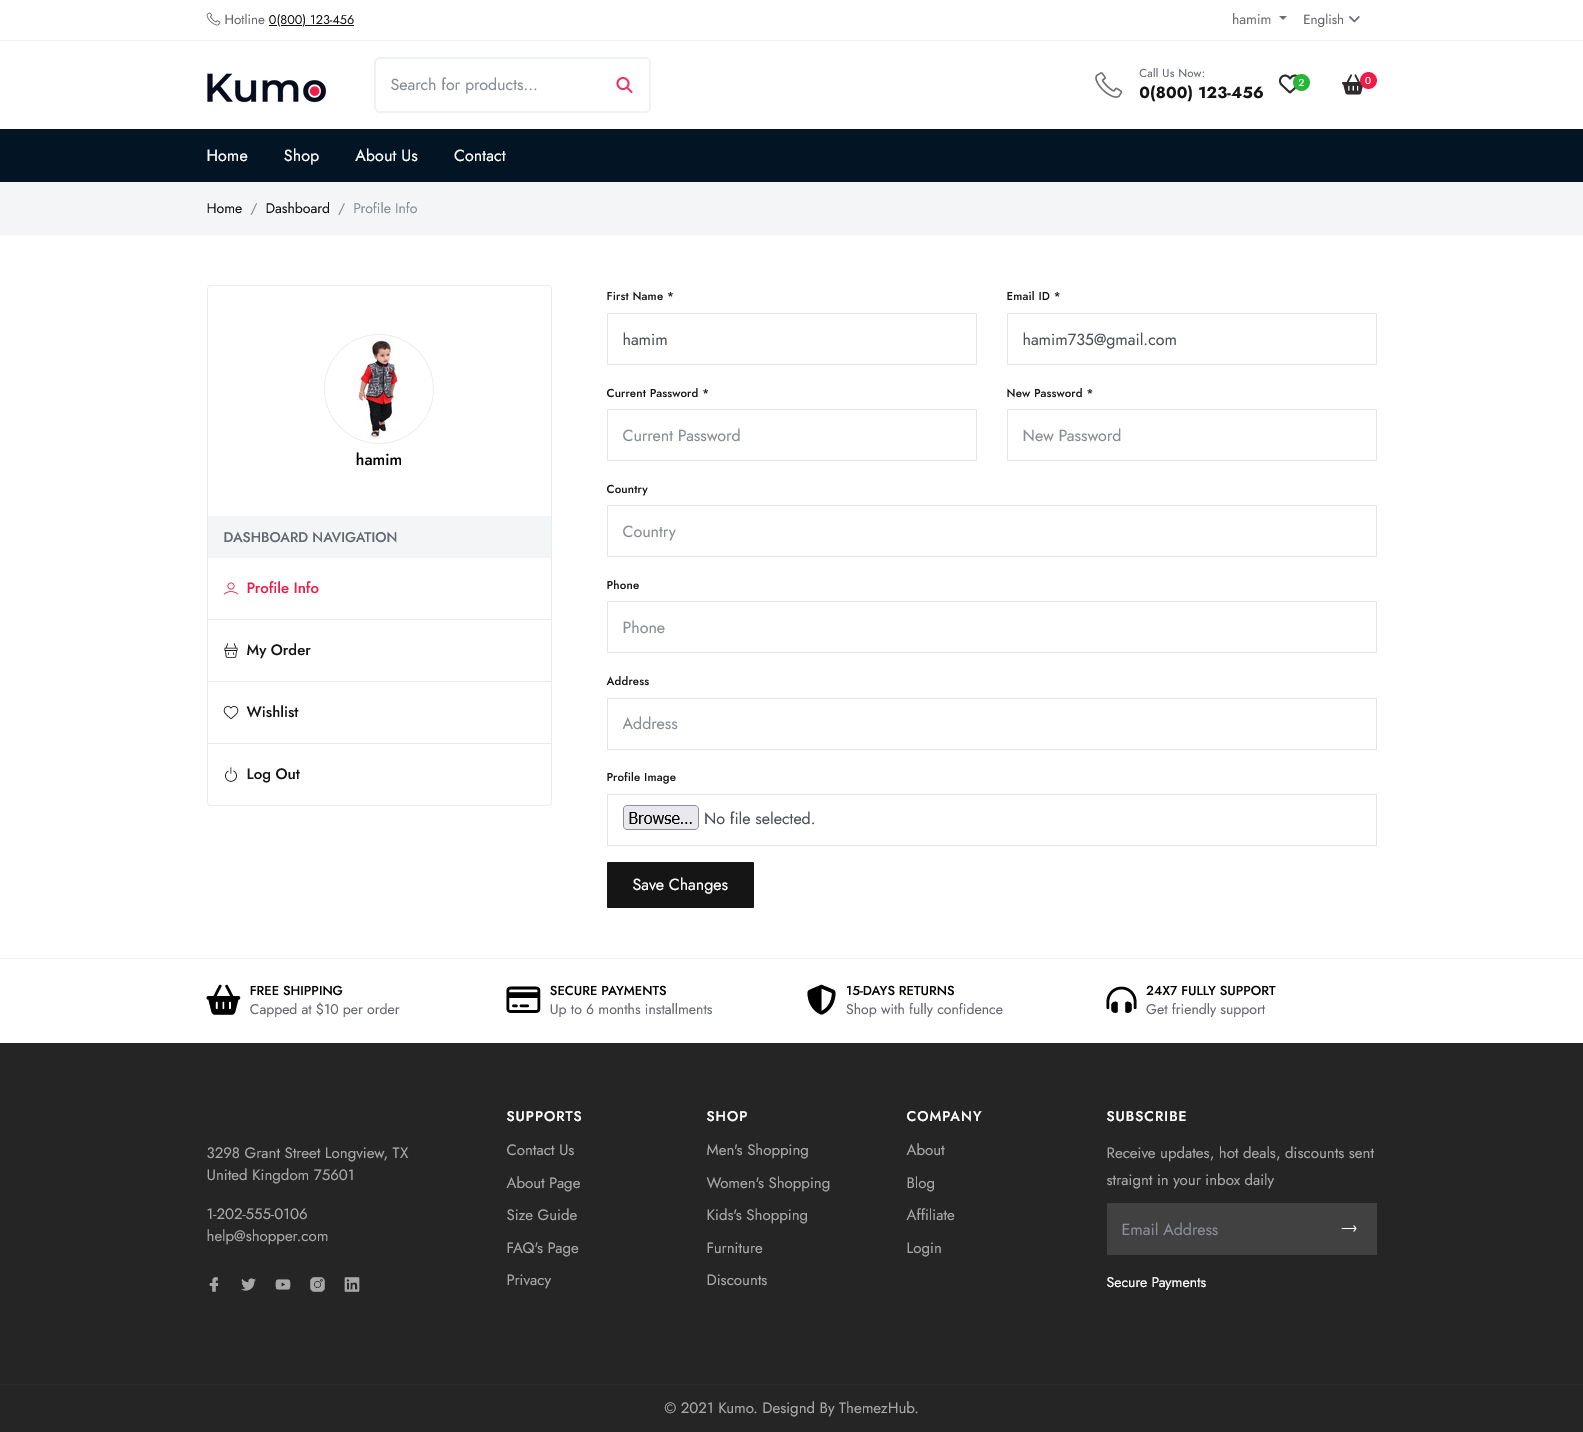 Hotline 0(800) 123-456
hamim
English
Kumo
Search for products...
Call Us Now:
0(800) 123-456
2
0
Home
Shop
About Us
Contact
Home / Dashboard / Profile Info
hamim
DASHBOARD NAVIGATION
Profile Info
My Order
Wishlist
Log Out
First Name *
hamim
Email ID *
hamim735@gmail.com
Current Password *
Current Password
New Password *
New Password
Country
Country
Phone
Phone
Address
Address
Profile Image
Browse... No file selected.
Save Changes
FREE SHIPPING
Capped at $10 per order
SECURE PAYMENTS
Up to 6 months installments
15-DAYS RETURNS
Shop with fully confidence
24X7 FULLY SUPPORT
Get friendly support
3298 Grant Street Longview, TX
United Kingdom 75601
1-202-555-0106
help@shopper.com
SUPPORTS
Contact Us
About Page
Size Guide
FAQ's Page
Privacy
SHOP
Men's Shopping
Women's Shopping
Kids's Shopping
Furniture
Discounts
COMPANY
About
Blog
Affiliate
Login
SUBSCRIBE
Receive updates, hot deals, discounts sent
straignt in your inbox daily
Email Address
Secure Payments
© 2021 Kumo. Designd By ThemezHub.